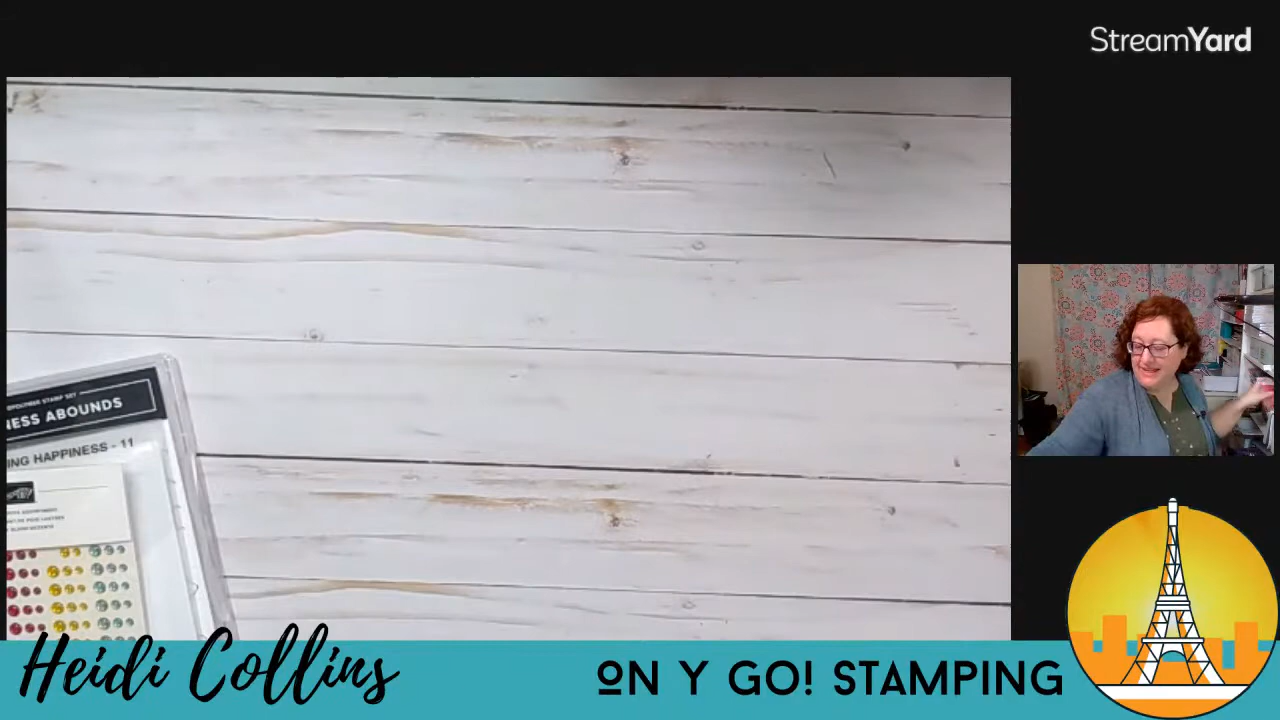 StreamYard
NESS ABOUNDS
ING HAPPINESS - 11
Heidi Collins
ON Y GO! STAMPING